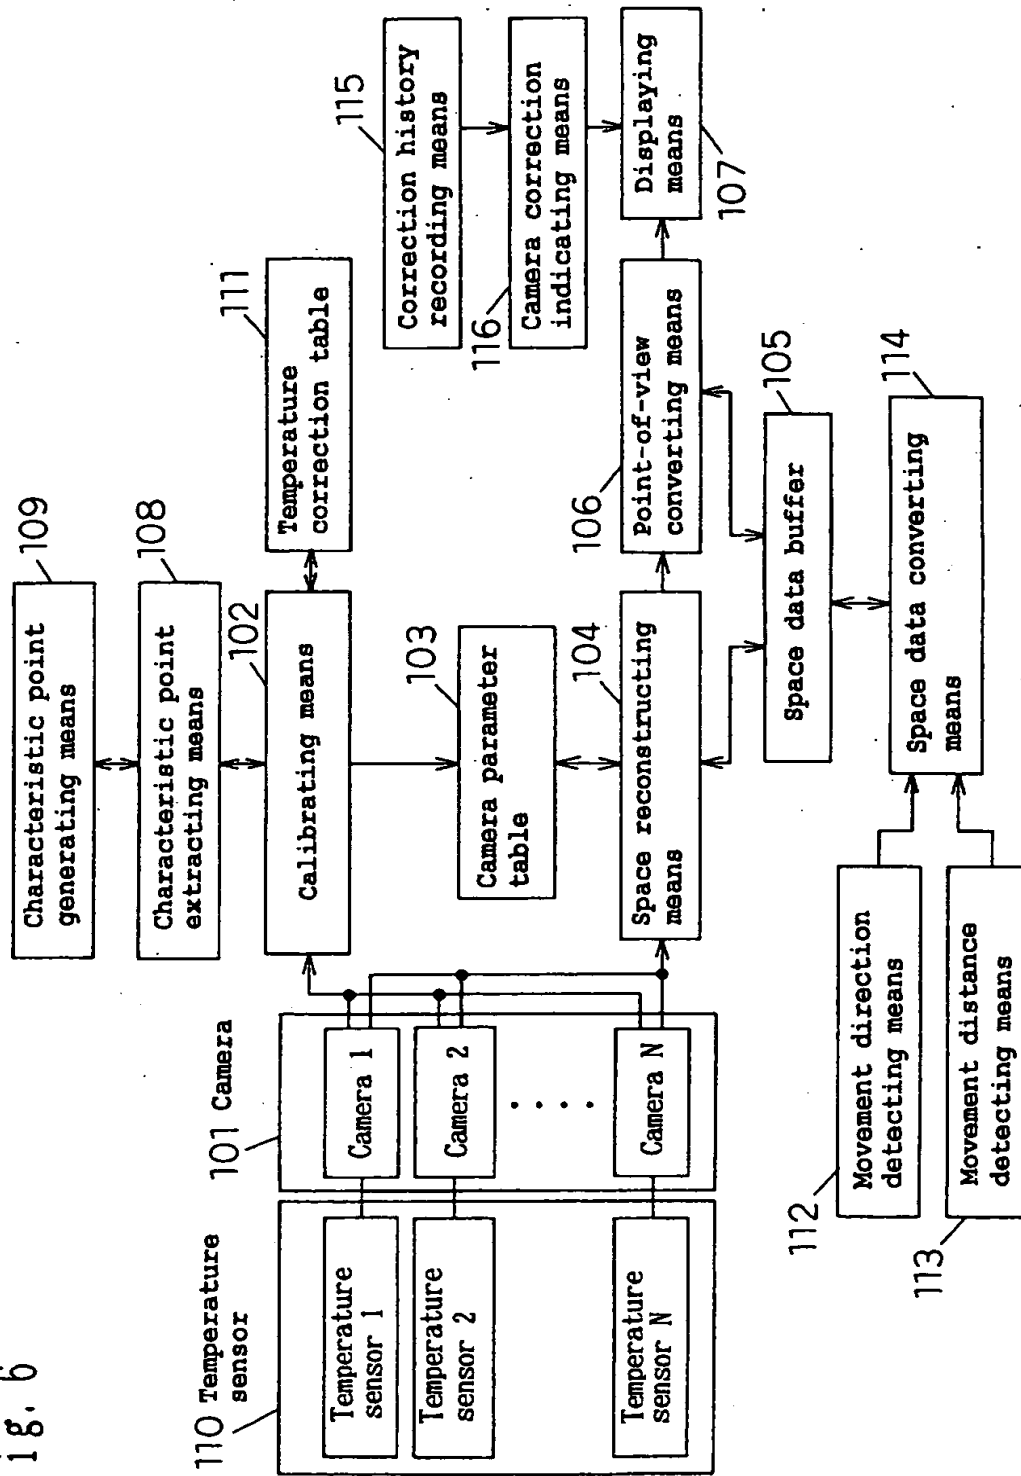 ig. 6
110 Temperature
sensor
Temperature
sensor 1
Temperature
sensor 2
Temperature
sensor N
101 Camera
Camera 1
Camera 2
. . . .
Camera N
109
Characteristic point
generating means
108
Characteristic point
extracting means
102
Calibrating means
111
Temperature
correction table
103
Camera parameter
table
104
Space reconstructing
means
106
Point-of-view
converting means
115
Correction history
recording means
116
Camera correction
indicating means
Displaying
means
107
105
Space data buffer
114
Space data converting
means
112
Movement direction
detecting means
113
Movement distance
detecting means